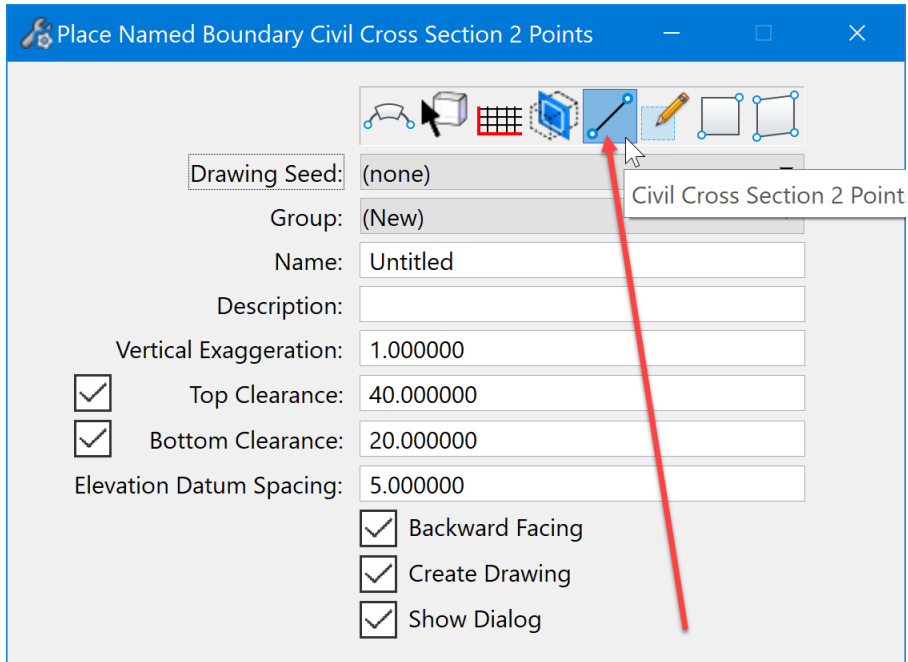 Place Named Boundary Civil Cross Section 2 Points
Drawing Seed: (none)
Civil Cross Section 2 Point
Group: (New)
Name: Untitled
Description:
Vertical Exaggeration: 1.000000
Top Clearance: 40.000000
Bottom Clearance: 20.000000
Elevation Datum Spacing: 5.000000
Backward Facing
Create Drawing
Show Dialog